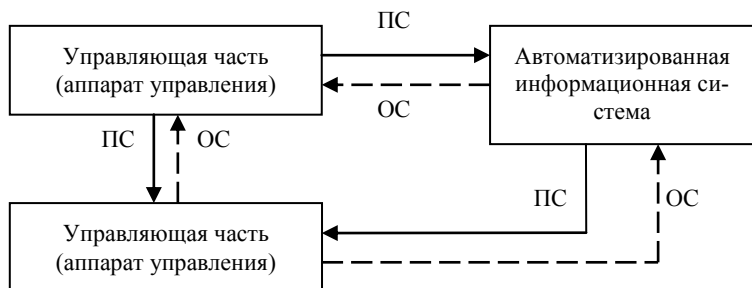 ПС
Управляющая часть
(аппарат управления)
Автоматизированная
информационная си-
стема
ОС
ПС
ОС
ПС
ОС
Управляющая часть
(аппарат управления)